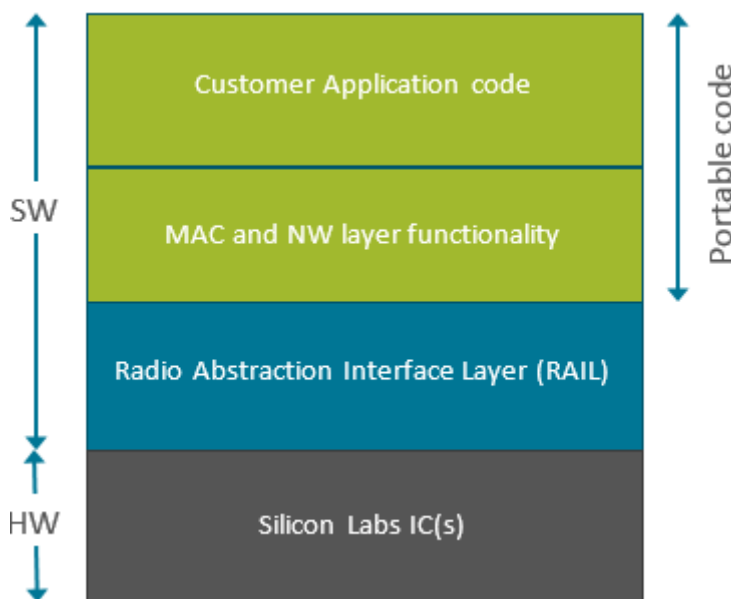 Customer Application code
SW
MAC and NW layer functionality
Portable code
Radio Abstraction Interface Layer (RAIL)
HW
Silicon Labs IC(s)